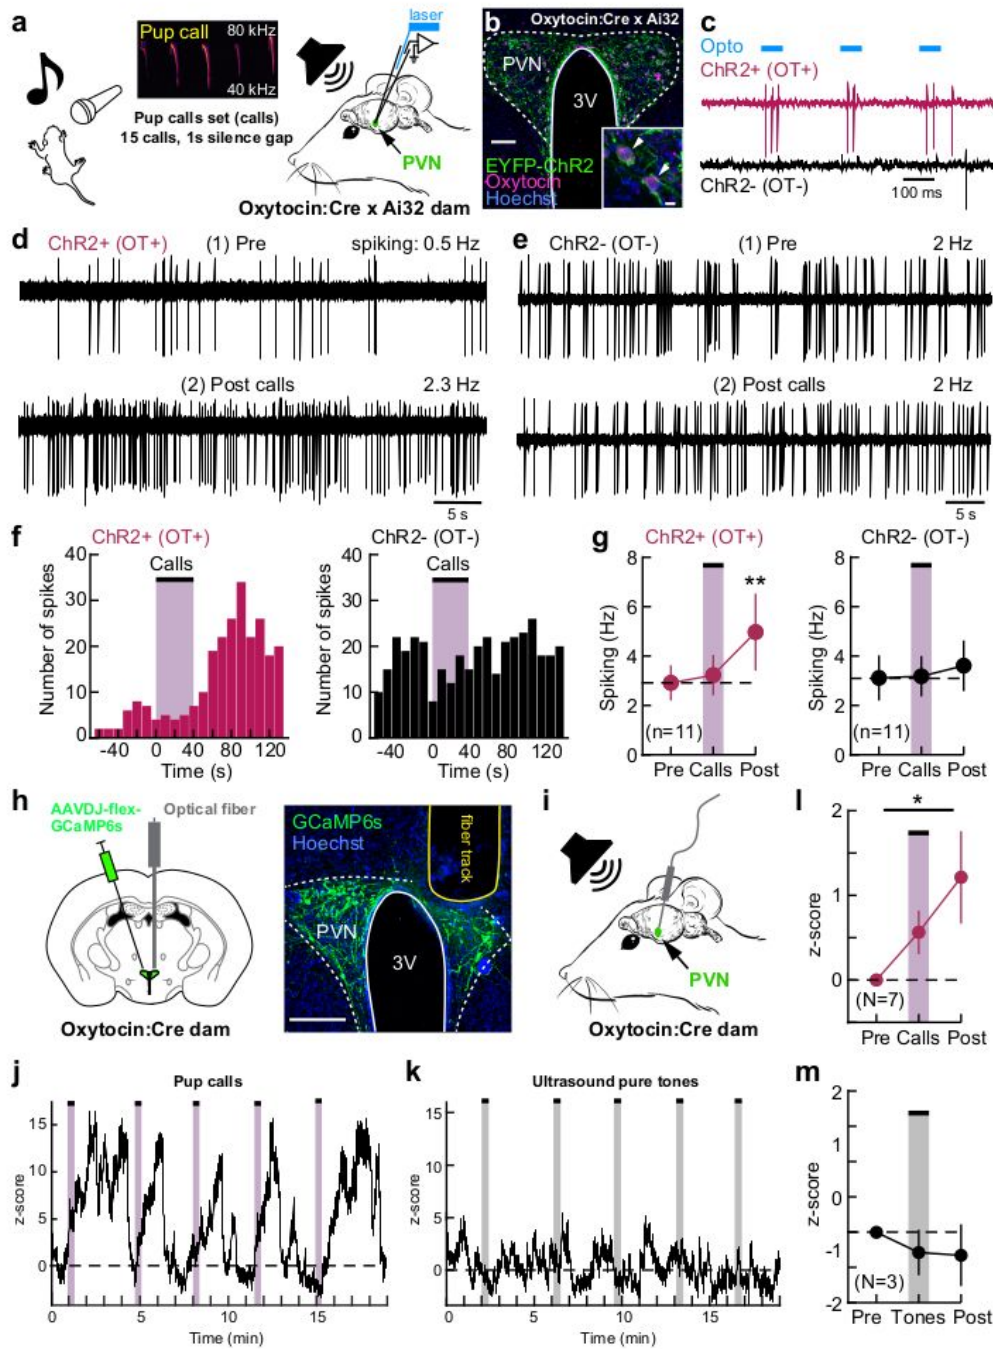 a
Pup call
80 kHz
40 kHz
Pup calls set (calls)
15 calls, 1s silence gap
laser
PVN
Oxytocin:Cre x Ai32 dam
b
Oxytocin:Cre x Ai32
PVN
3V
EYFP-ChR2
Oxytocin
Hoechst
c
Opto
ChR2+ (OT+)
ChR2- (OT-)
100 ms
d
ChR2+ (OT+)
(1) Pre
spiking: 0.5 Hz
(2) Post calls
2.3 Hz
5 s
e
ChR2- (OT-)
(1) Pre
2 Hz
(2) Post calls
2 Hz
5 s
f
ChR2+ (OT+)
Calls
Number of spikes
40
30
20
10
0
-40 0 40 80 120
Time (s)
ChR2- (OT-)
Calls
Number of spikes
40
30
20
10
0
-40 0 40 80 120
Time (s)
g
ChR2+ (OT+)
**
Spiking (Hz)
8
6
4
2
0
(n=11)
Pre Calls Post
ChR2- (OT-)
Spiking (Hz)
8
6
4
2
0
(n=11)
Pre Calls Post
h
AAVDJ-flex-
GCaMP6s
Optical fiber
Oxytocin:Cre dam
GCaMP6s
Hoechst
fiber track
PVN
3V
i
PVN
Oxytocin:Cre dam
l
*
z-score
2
1
0
(N=7)
Pre Calls Post
j
Pup calls
z-score
15
10
5
0
0 5 10 15
Time (min)
k
Ultrasound pure tones
z-score
15
10
5
0
0 5 10 15
Time (min)
m
z-score
2
1
0
-1
-2
(N=3)
Pre Tones Post